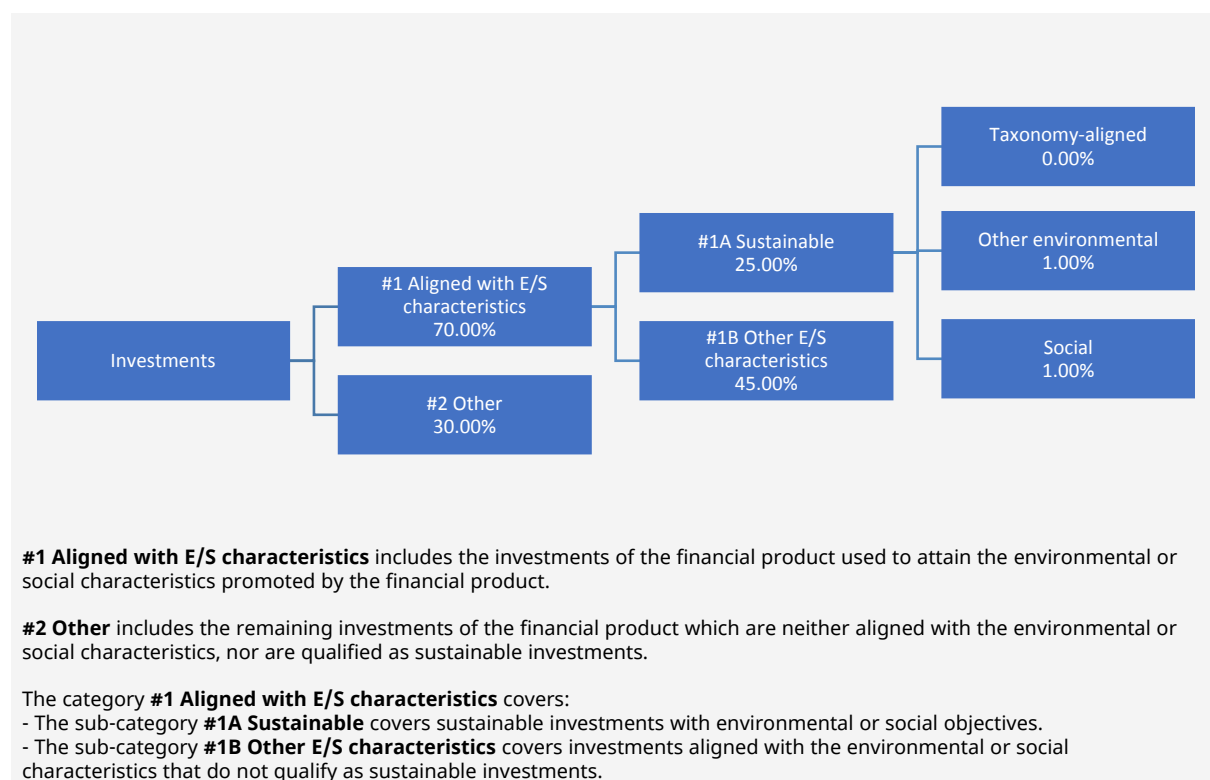 Taxonomy-aligned
0.00%
#1A Sustainable
25.00%
Other environmental
1.00%
#1 Aligned with E/S
characteristics
70.00%
Investments
#1B Other E/S
characteristics
45.00%
Social
1.00%
#2 Other
30.00%
#1 Aligned with E/S characteristics includes the investments of the financial product used to attain the environmental or
social characteristics promoted by the financial product.
#2 Other includes the remaining investments of the financial product which are neither aligned with the environmental or
social characteristics, nor are qualified as sustainable investments.
The category #1 Aligned with E/S characteristics covers:
- The sub-category #1A Sustainable covers sustainable investments with environmental or social objectives.
- The sub-category #1B Other E/S characteristics covers investments aligned with the environmental or social
characteristics that do not qualify as sustainable investments.